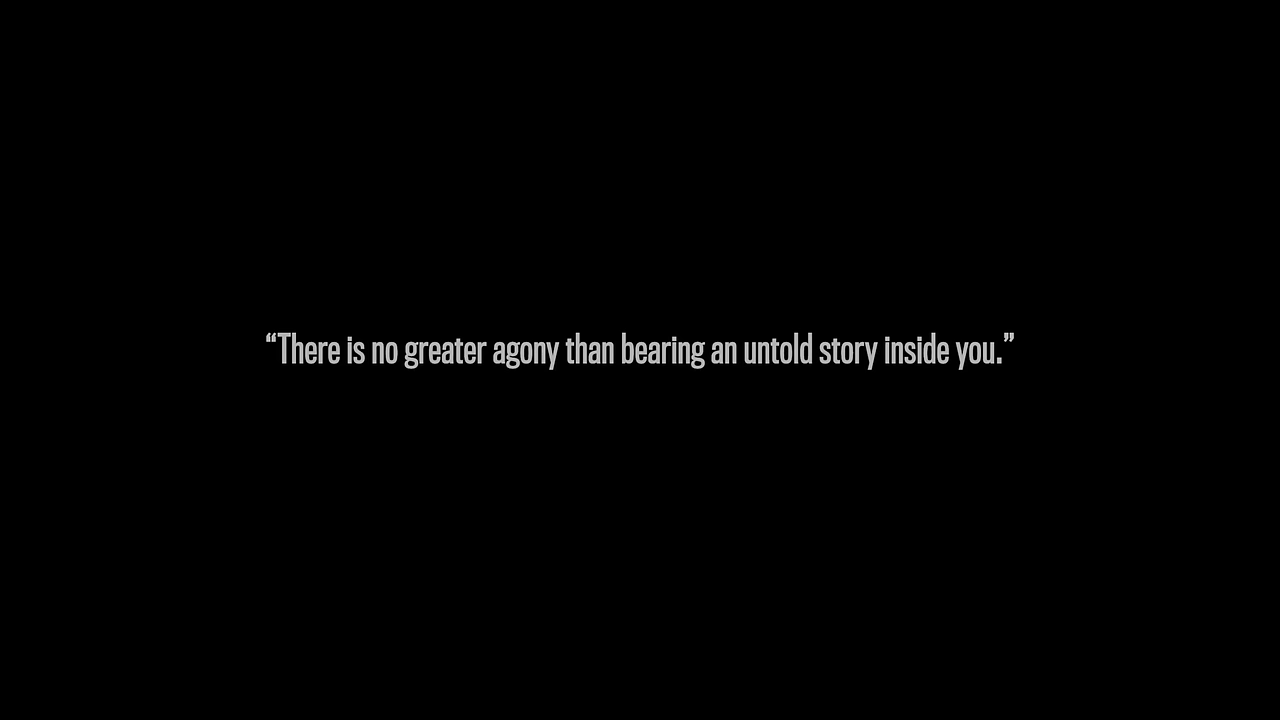 “There is no greater agony than bearing an untold story inside you.”